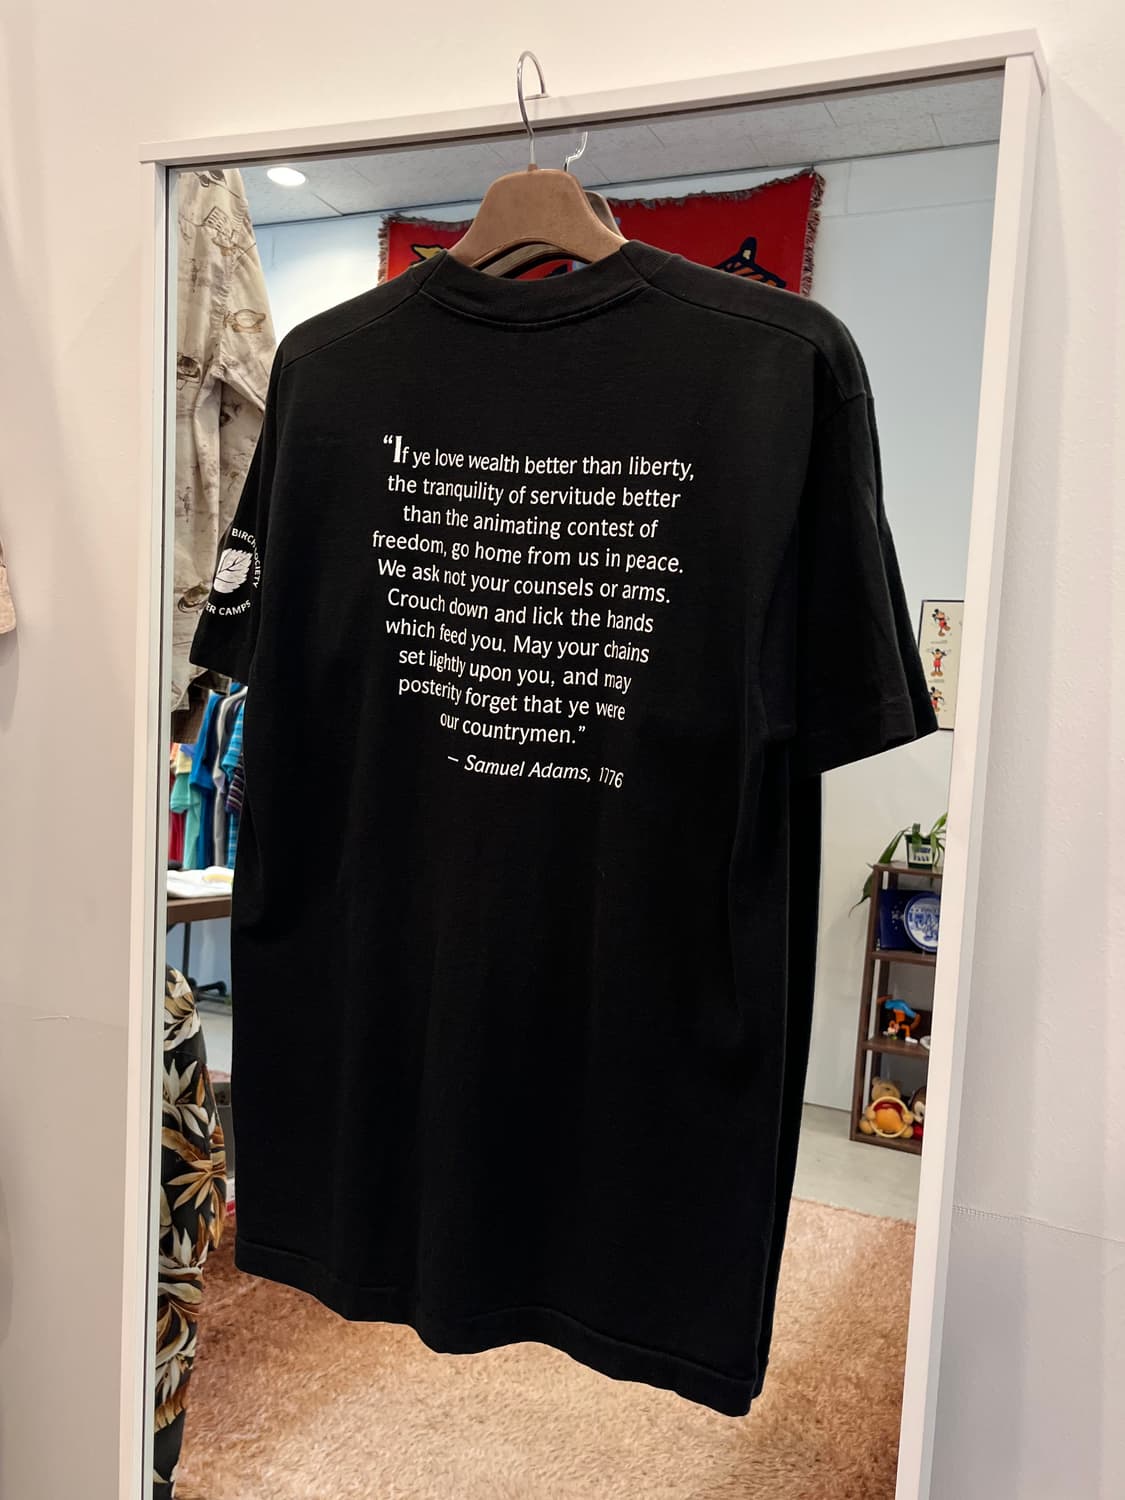 “If ye love wealth better than liberty,
the tranquility of servitude better
than the animating contest of
freedom, go home from us in peace.
We ask not your counsels or arms.
Crouch down and lick the hands
which feed you. May your chains
set lightly upon you, and may
posterity forget that ye were
our countrymen.”
– Samuel Adams, 1776
BIRCH SOCIETY
CAMPS